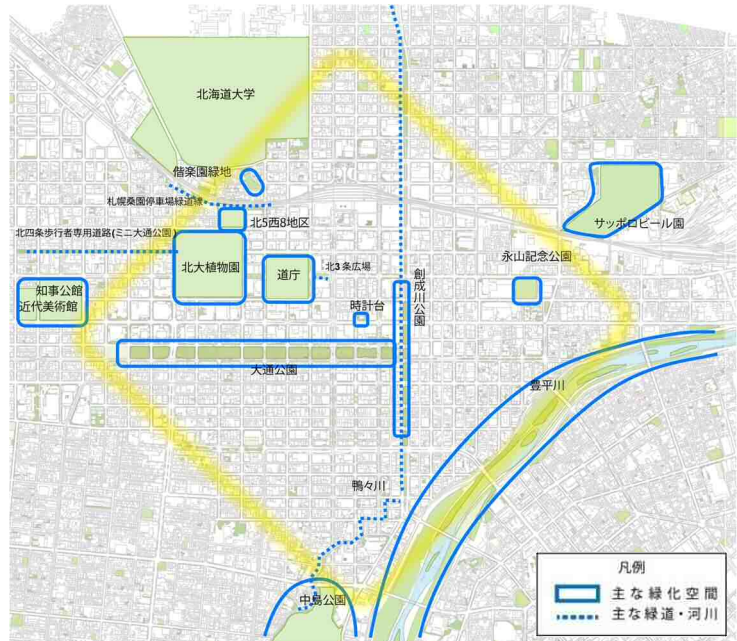 北海道大学
偕楽園緑地
札幌桑園停車場緑道線
北5西8地区
北四条歩行者専用道路(ミニ大通公園)
サッポロビール園
北大植物園
道庁
北3条広場
永山記念公園
創成川公園
知事公館
近代美術館
時計台
大通公園
豊平川
鴨々川
中島公園
凡例
主な緑化空間
主な緑道・河川